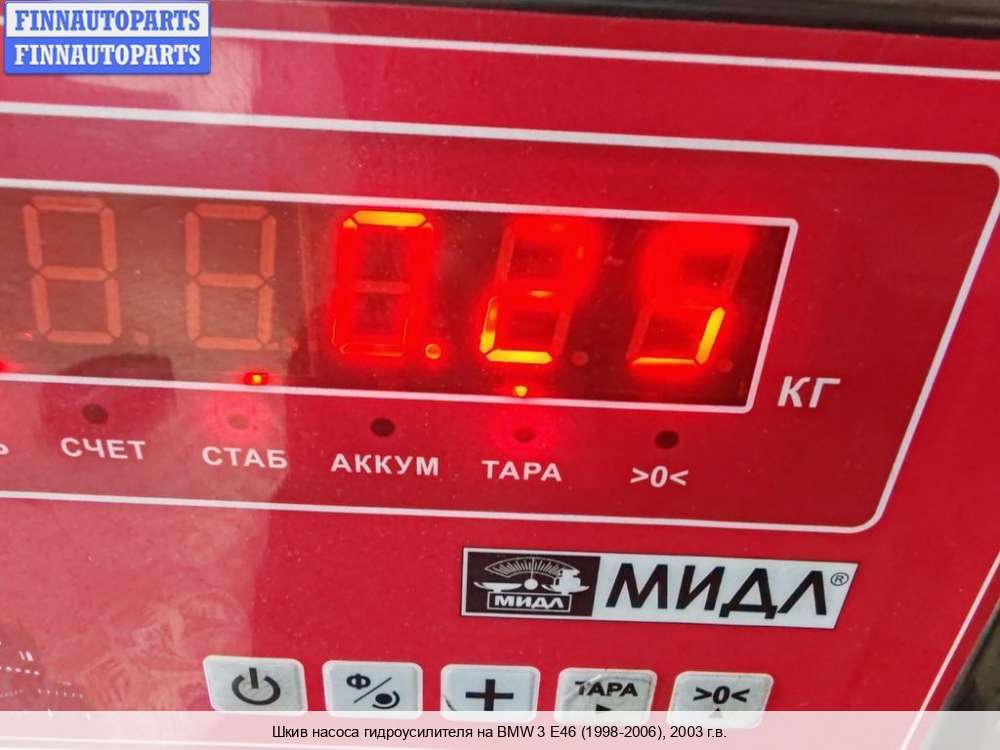 FINNAUTOPARTS
FINNAUTOPARTS
0.25
КГ
СЧЕТ
СТАБ
АККУМ
ТАРА
>0<
МИДЛ
МИДЛ®
Ф
ТАРА
>0<
Шкив насоса гидроусилителя на BMW 3 E46 (1998-2006), 2003 г.в.